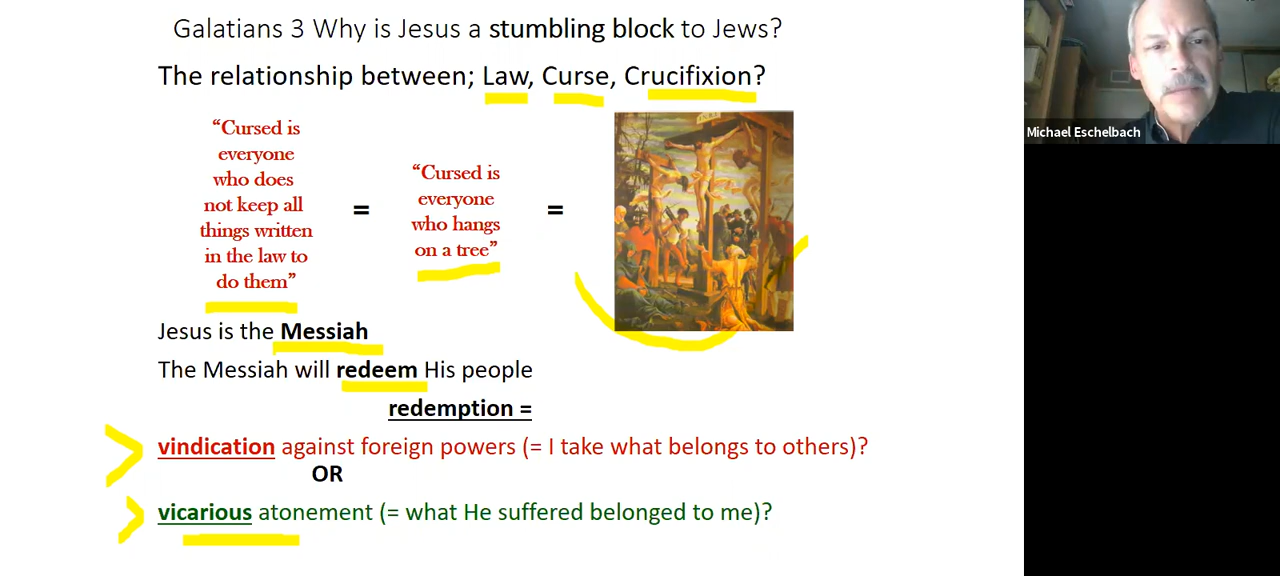 Galatians 3 Why is Jesus a stumbling block to Jews?
The relationship between; Law, Curse, Crucifixion?
“Cursed is
everyone
who does
not keep all
things written
in the law to
do them”
=
“Cursed is
everyone
who hangs
on a tree”
=
Jesus is the Messiah
The Messiah will redeem His people
redemption =
vindication against foreign powers (= I take what belongs to others)?
OR
vicarious atonement (= what He suffered belonged to me)?
Michael Eschelbach